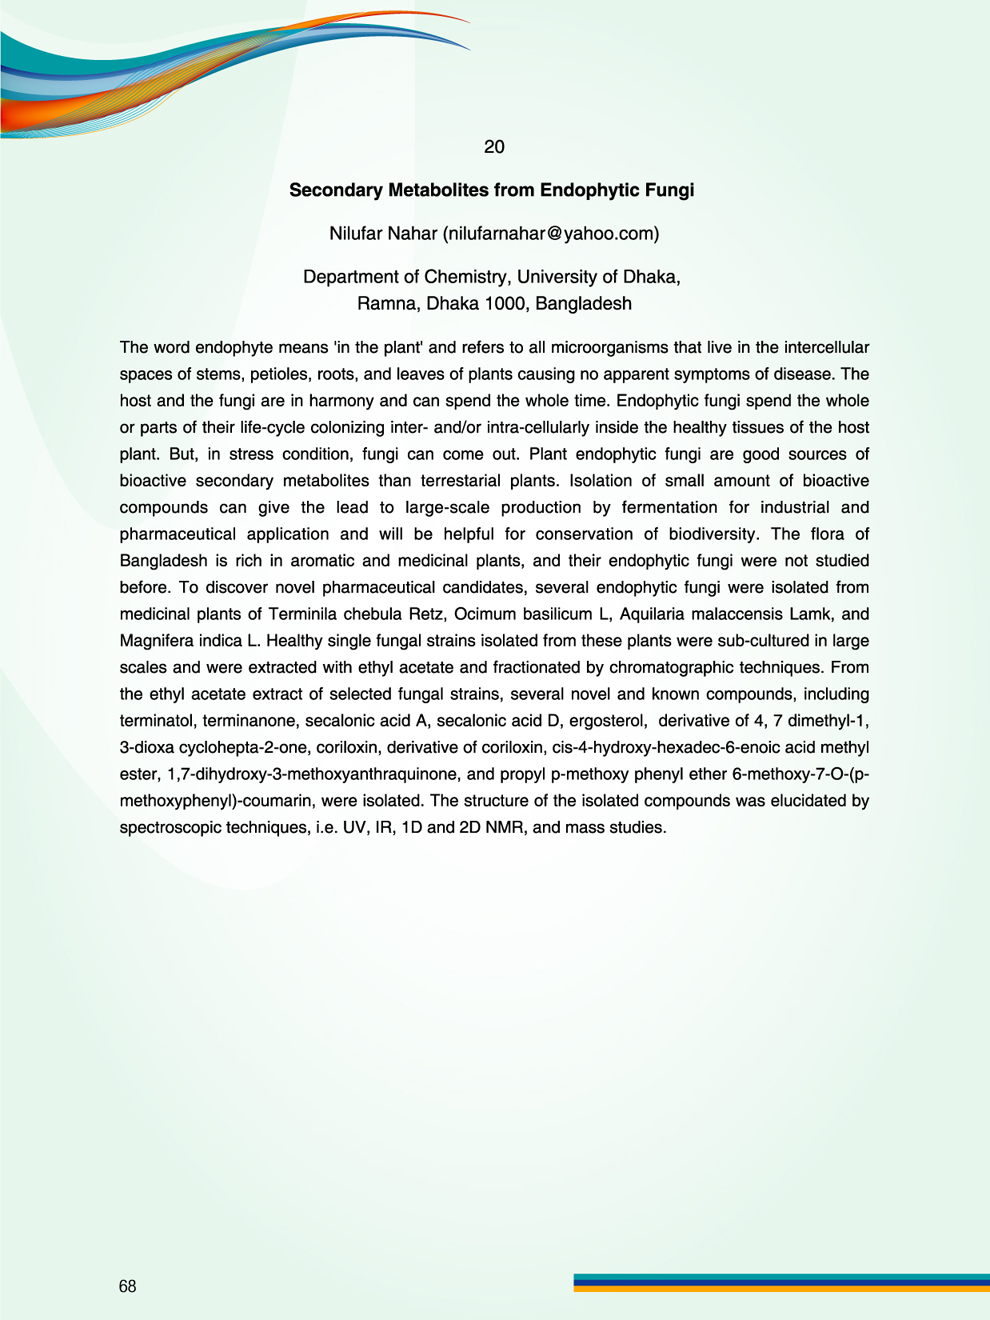 20
Secondary Metabolites from Endophytic Fungi
Nilufar Nahar (nilufarnahar@yahoo.com)
Department of Chemistry, University of Dhaka,
Ramna, Dhaka 1000, Bangladesh
The word endophyte means 'in the plant' and refers to all microorganisms that live in the intercellular
spaces of stems, petioles, roots, and leaves of plants causing no apparent symptoms of disease. The
host and the fungi are in harmony and can spend the whole time. Endophytic fungi spend the whole
or parts of their life-cycle colonizing inter- and/or intra-cellularly inside the healthy tissues of the host
plant. But, in stress condition, fungi can come out. Plant endophytic fungi are good sources of
bioactive secondary metabolites than terrestarial plants. Isolation of small amount of bioactive
compounds can give the lead to large-scale production by fermentation for industrial and
pharmaceutical application and will be helpful for conservation of biodiversity. The flora of
Bangladesh is rich in aromatic and medicinal plants, and their endophytic fungi were not studied
before. To discover novel pharmaceutical candidates, several endophytic fungi were isolated from
medicinal plants of Terminila chebula Retz, Ocimum basilicum L, Aquilaria malaccensis Lamk, and
Magnifera indica L. Healthy single fungal strains isolated from these plants were sub-cultured in large
scales and were extracted with ethyl acetate and fractionated by chromatographic techniques. From
the ethyl acetate extract of selected fungal strains, several novel and known compounds, including
terminatol, terminanone, secalonic acid A, secalonic acid D, ergosterol, derivative of 4, 7 dimethyl-1,
3-dioxa cyclohepta-2-one, coriloxin, derivative of coriloxin, cis-4-hydroxy-hexadec-6-enoic acid methyl
ester, 1,7-dihydroxy-3-methoxyanthraquinone, and propyl p-methoxy phenyl ether 6-methoxy-7-O-(p-
methoxyphenyl)-coumarin, were isolated. The structure of the isolated compounds was elucidated by
spectroscopic techniques, i.e. UV, IR, 1D and 2D NMR, and mass studies.
68